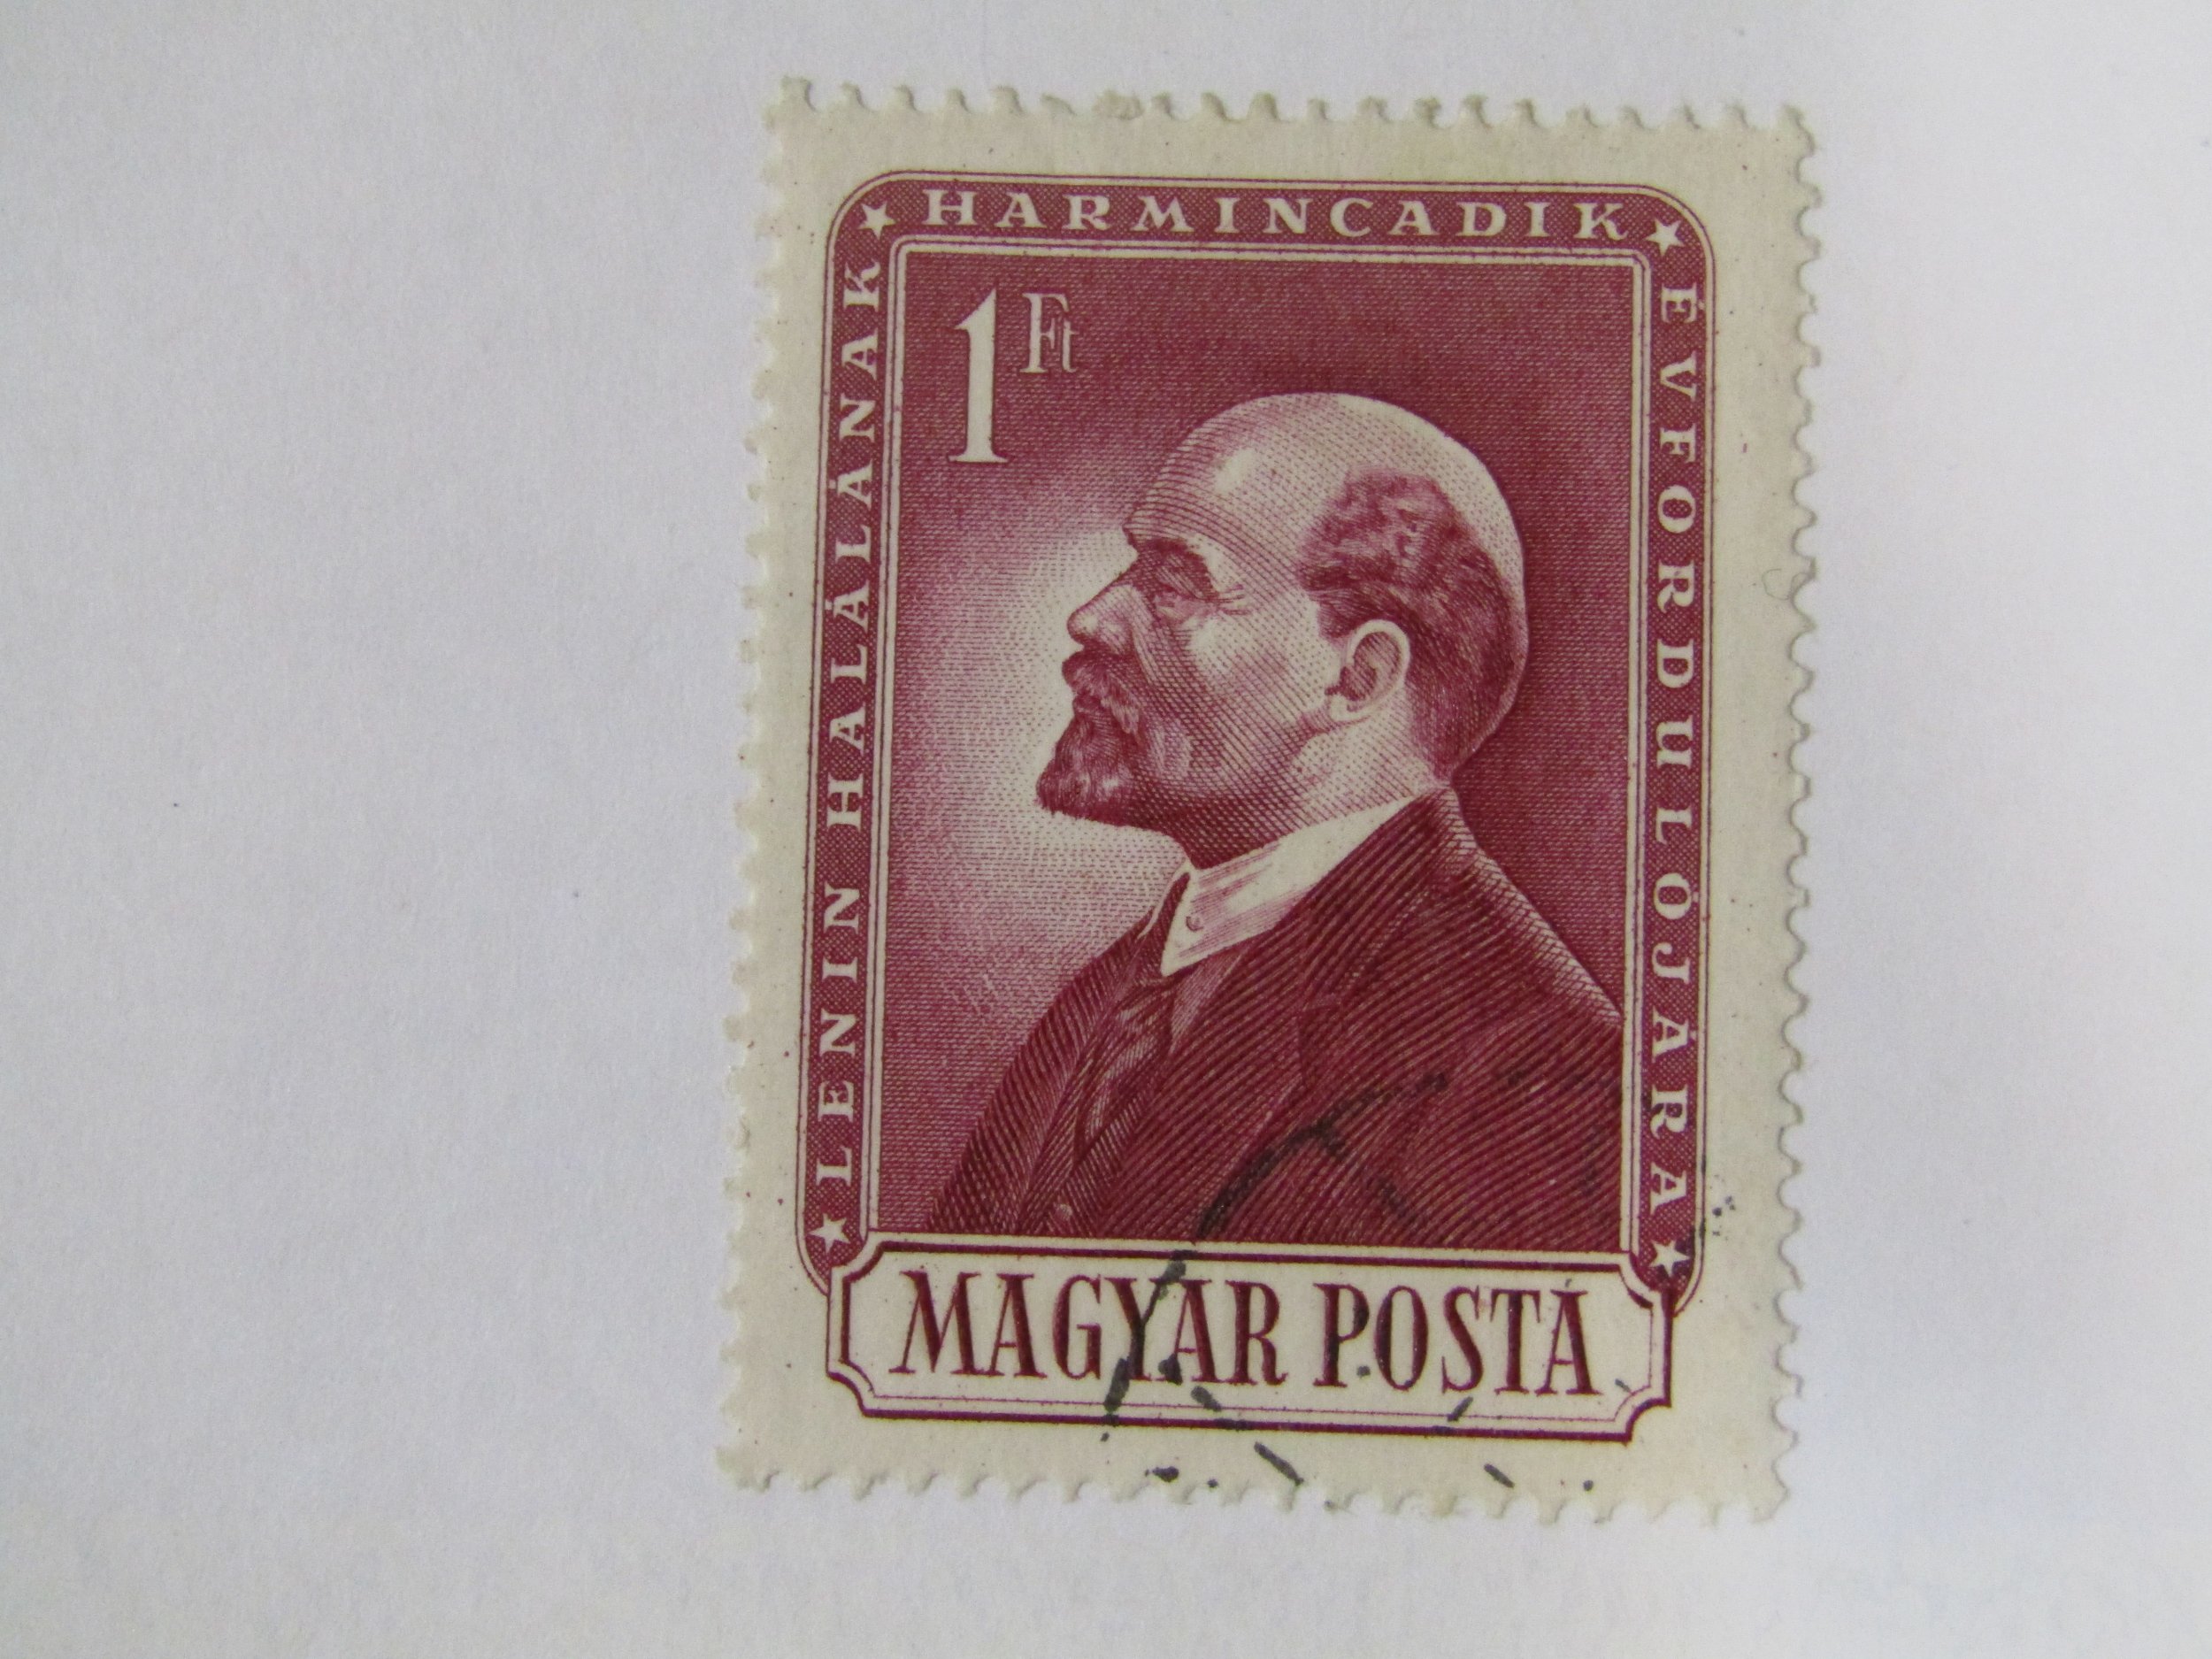 LENIN HALÁLÁNAK
HARMINCADIK
ÉVFORDULÓJÁRA
1 Ft
MAGYAR POSTA